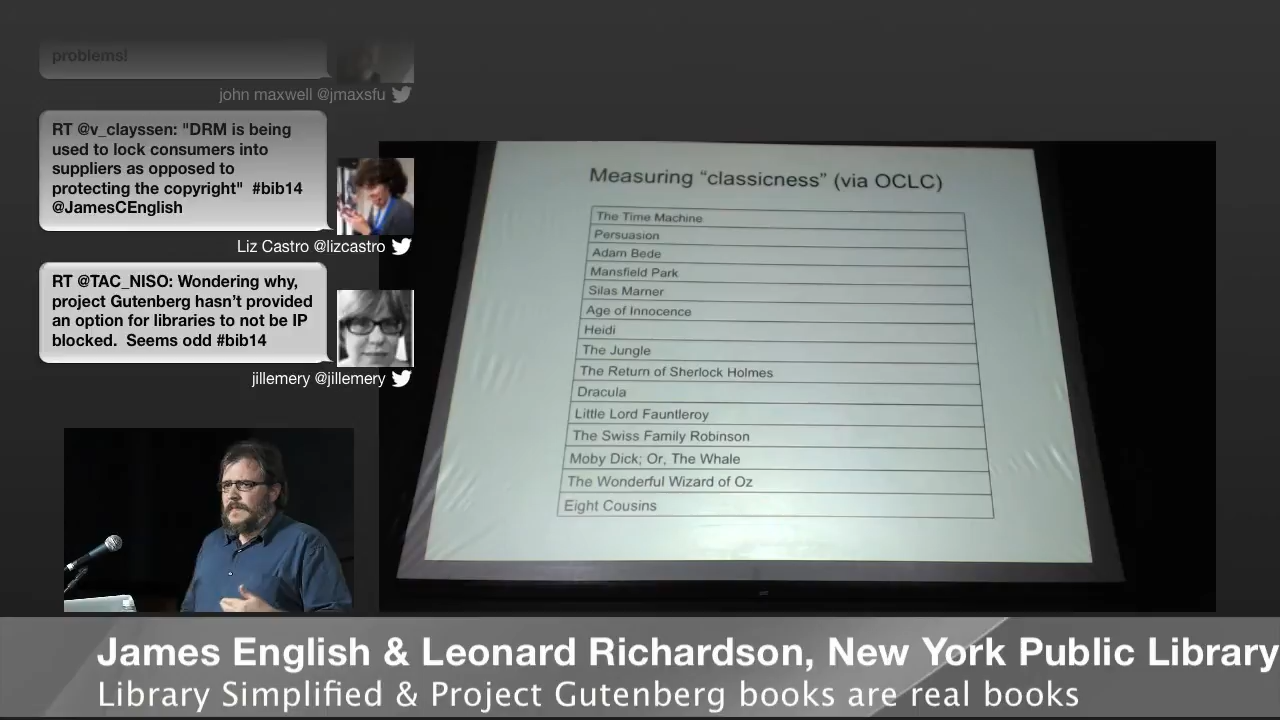 problems!
john maxwell @jmaxsfu
RT @v_clayssen: "DRM is being
used to lock consumers into
suppliers as opposed to
protecting the copyright"  #bib14
@JamesCEnglish
Liz Castro @lizcastro
RT @TAC_NISO: Wondering why,
project Gutenberg hasn't provided
an option for libraries to not be IP
blocked.  Seems odd #bib14
jillemery @jillemery
Measuring “classicness” (via OCLC)
The Time Machine
Persuasion
Adam Bede
Mansfield Park
Silas Marner
Age of Innocence
Heidi
The Jungle
The Return of Sherlock Holmes
Dracula
Little Lord Fauntleroy
The Swiss Family Robinson
Moby Dick; Or, The Whale
The Wonderful Wizard of Oz
Eight Cousins
James English & Leonard Richardson, New York Public Library
Library Simplified & Project Gutenberg books are real books